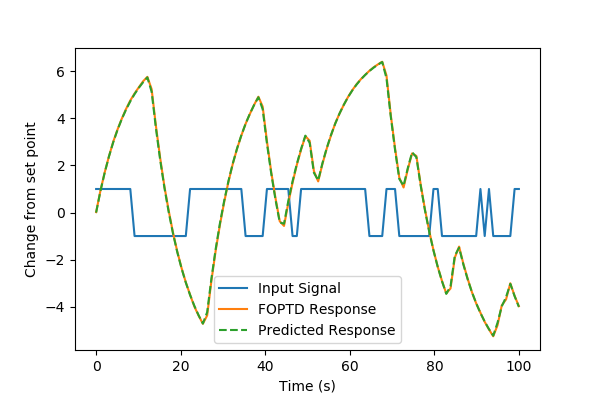 Change from set point
6
4
2
0
−2
−4
Input Signal
FOPTD Response
Predicted Response
0
20
40
60
80
100
Time (s)